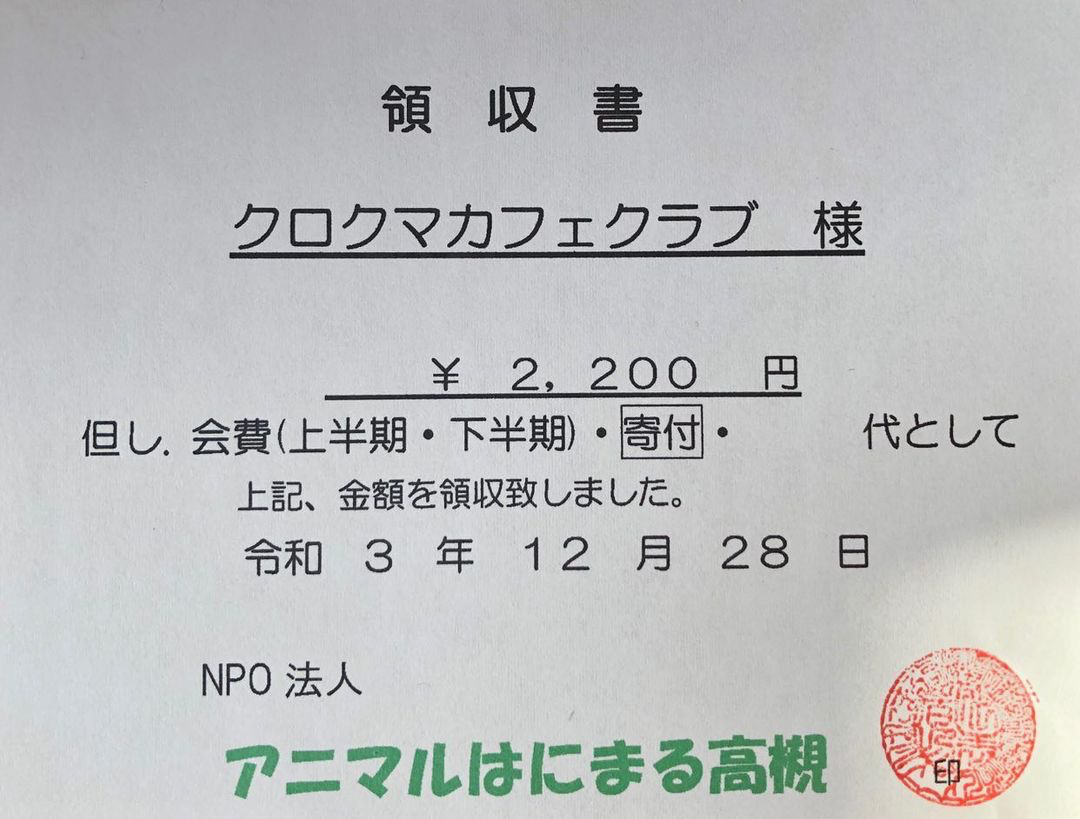 領 収 書
クロクマカフェクラブ 様
¥ 2,200 円
但し. 会費(上半期・下半期)・寄付・ 代として
上記、金額を領収致しました。
令和 3 年 12 月 28 日
NPO 法人
アニマルはにまる高槻
印